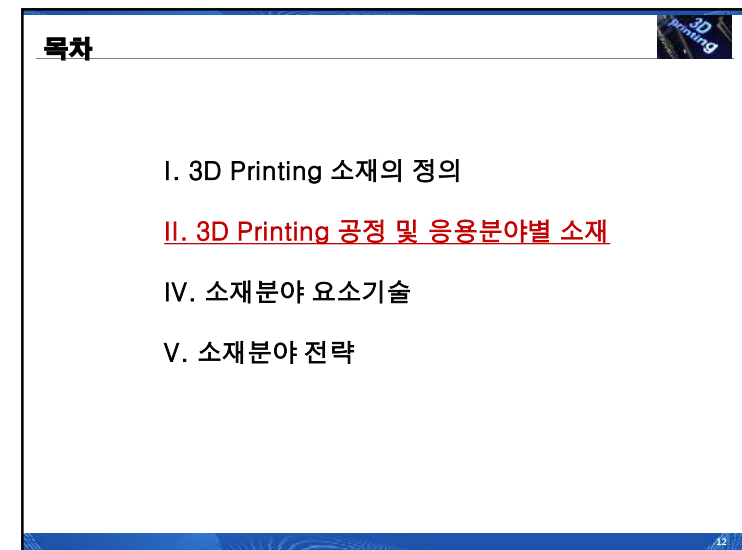 목차
3D
printing
I. 3D Printing 소재의 정의
II. 3D Printing 공정 및 응용분야별 소재
IV. 소재분야 요소기술
V. 소재분야 전략
12